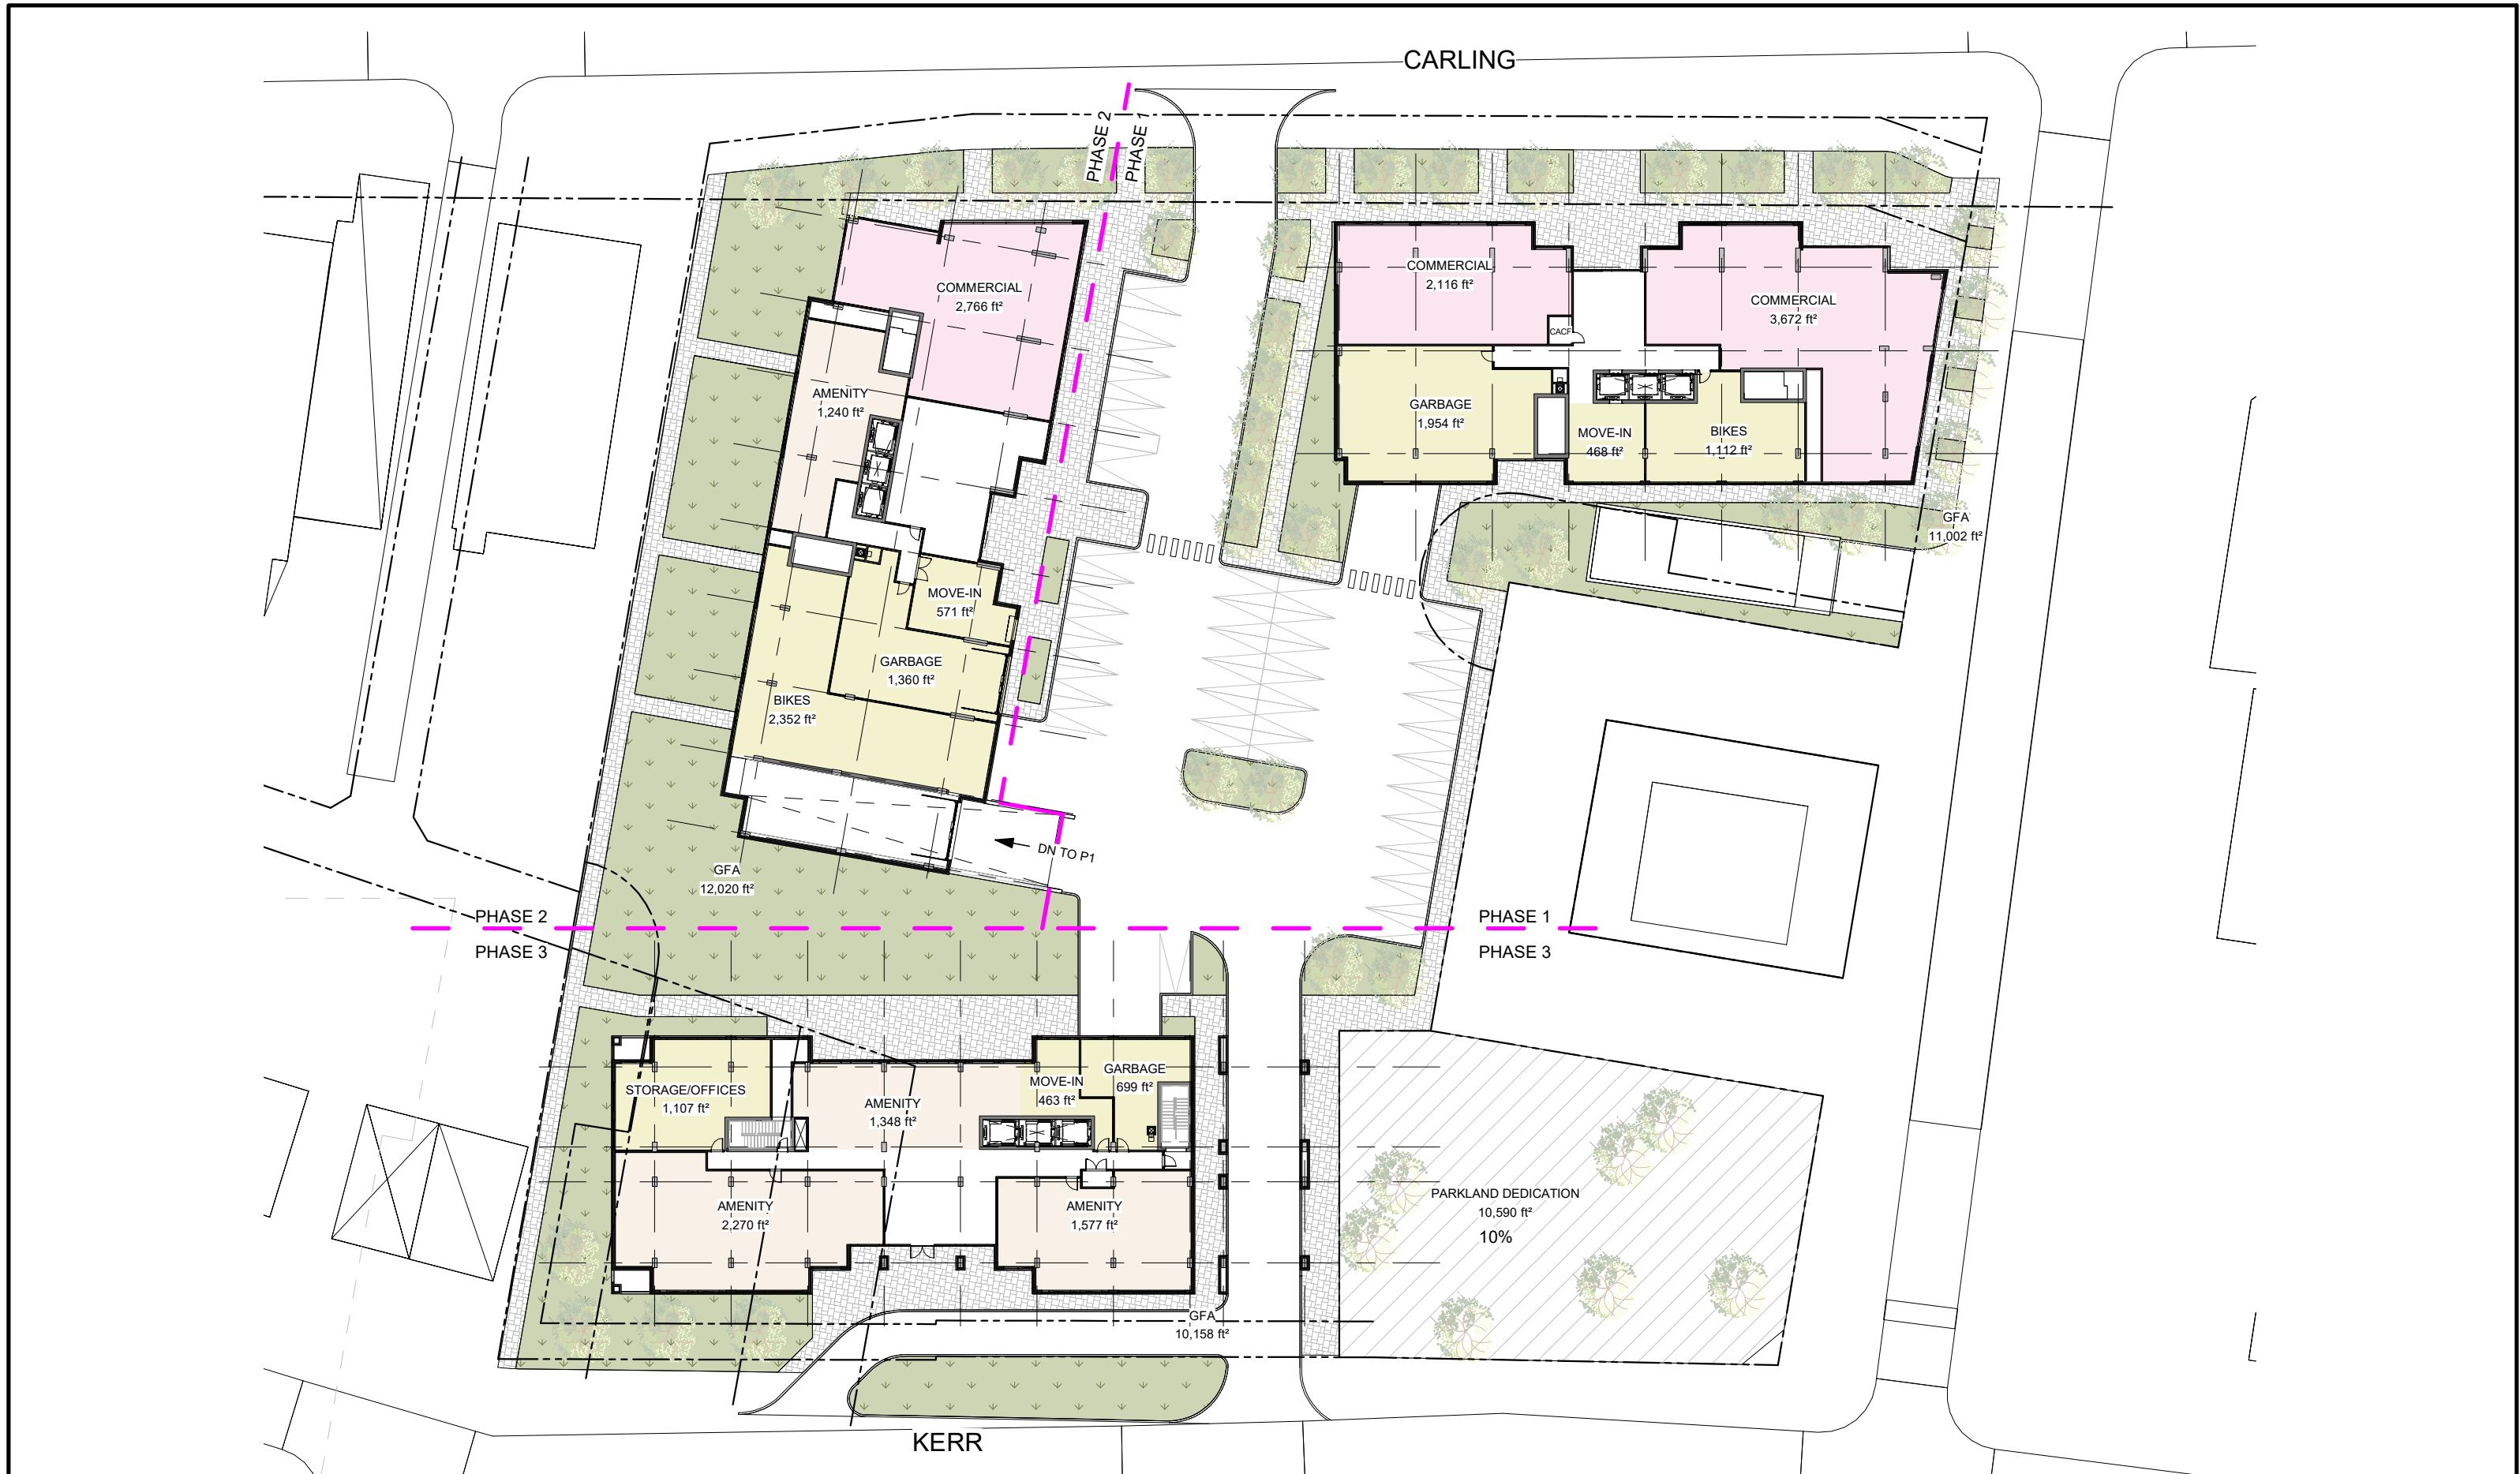 CARLING
PHASE 2
PHASE 1
COMMERCIAL
2,766 ft²
COMMERCIAL
2,116 ft²
COMMERCIAL
3,672 ft²
CACF
AMENITY
1,240 ft²
GARBAGE
1,954 ft²
MOVE-IN
468 ft²
BIKES
1,112 ft²
GFA
11,002 ft²
MOVE-IN
571 ft²
GARBAGE
1,360 ft²
BIKES
2,352 ft²
DN TO P1
GFA
12,020 ft²
PHASE 2
PHASE 3
PHASE 1
PHASE 3
STORAGE/OFFICES
1,107 ft²
AMENITY
1,348 ft²
MOVE-IN
463 ft²
GARBAGE
699 ft²
AMENITY
2,270 ft²
AMENITY
1,577 ft²
PARKLAND DEDICATION
10,590 ft²
10%
GFA
10,158 ft²
KERR